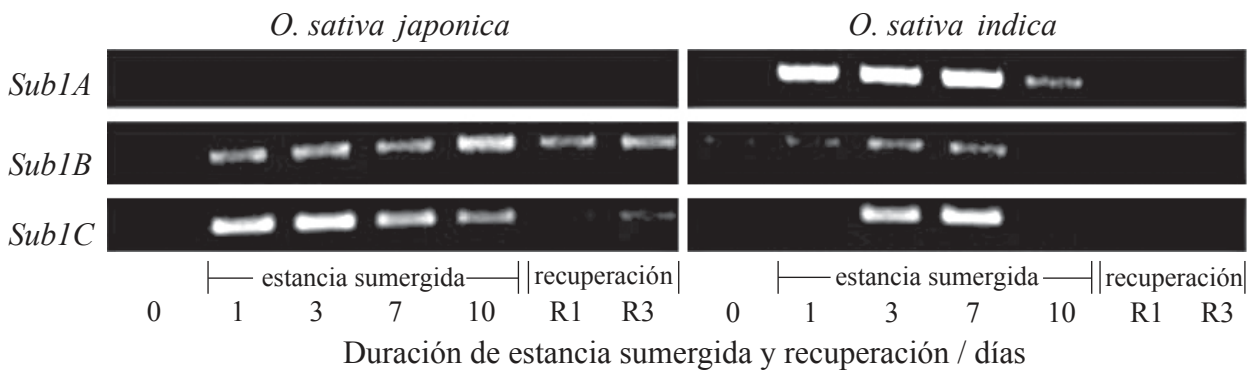 O. sativa japonica O. sativa indica
Sub1A
Sub1B
Sub1C
estancia sumergida recuperación estancia sumergida recuperación
0 1 3 7 10 R1 R3 0 1 3 7 10 R1 R3
Duración de estancia sumergida y recuperación / días